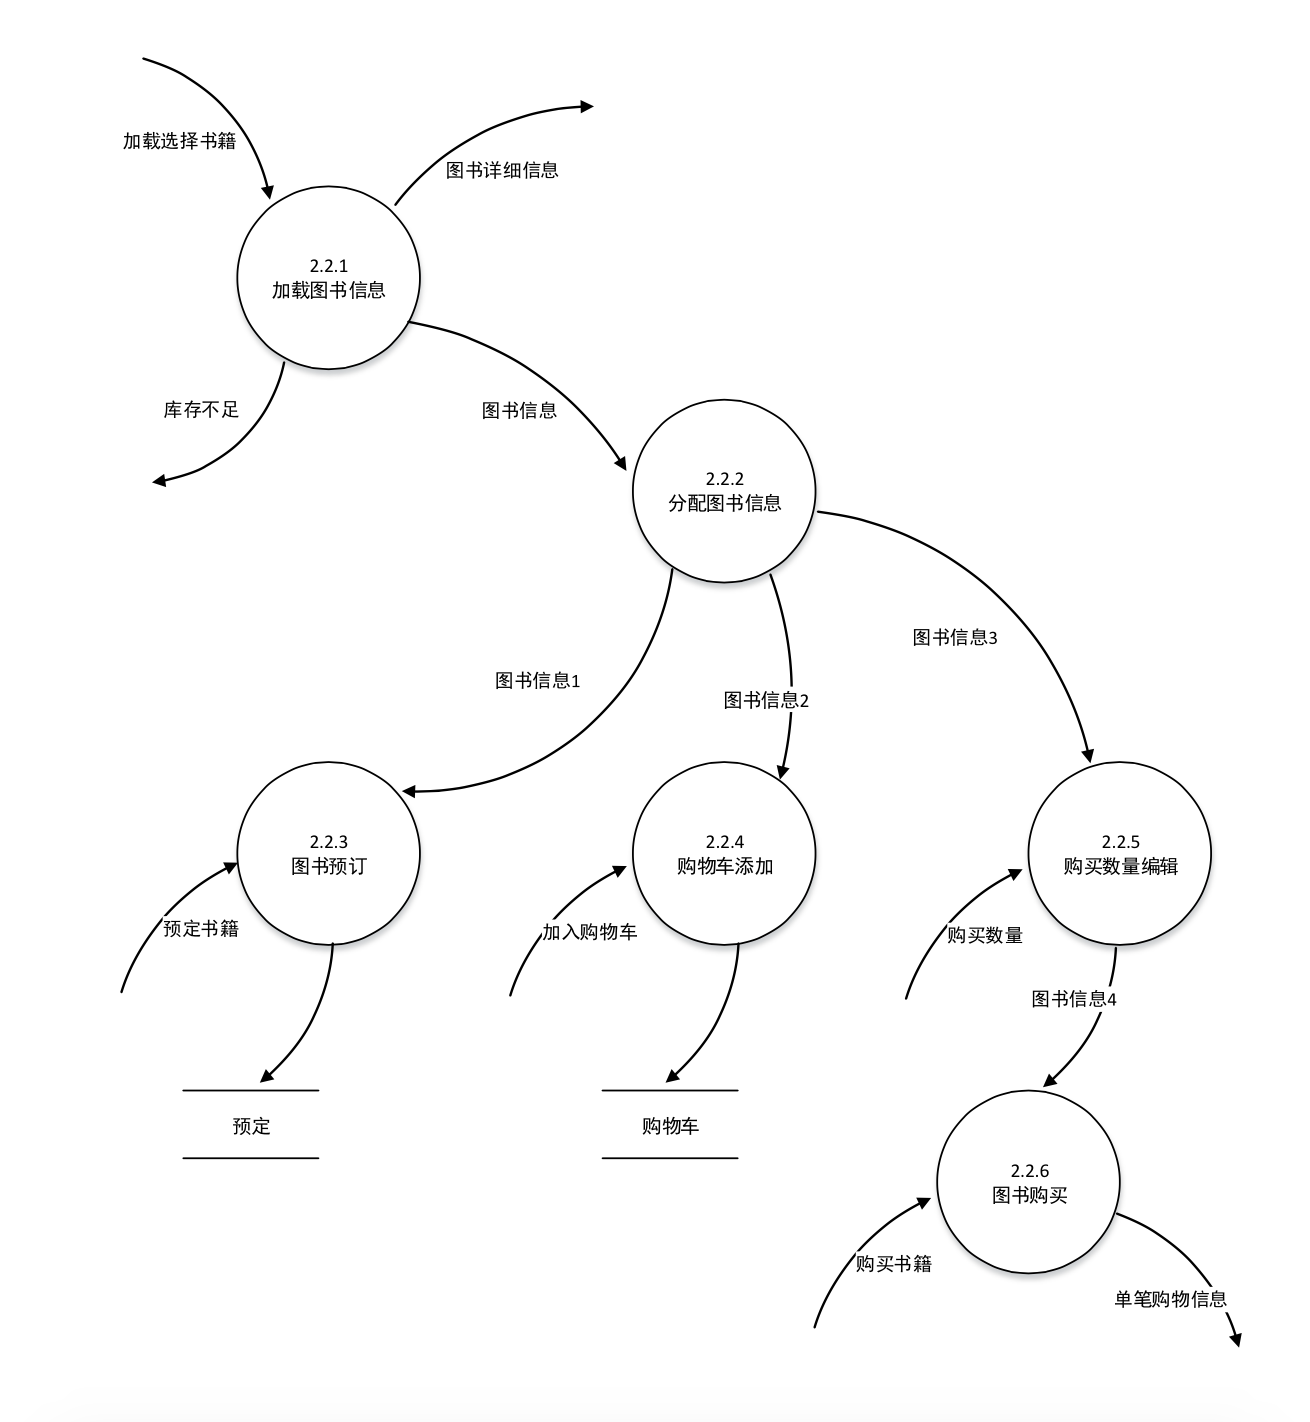 加载选择书籍
图书详细信息
2.2.1
加载图书信息
库存不足
图书信息
2.2.2
分配图书信息
图书信息3
图书信息1
图书信息2
2.2.3
图书预订
2.2.4
购物车添加
2.2.5
购买数量编辑
预定书籍
加入购物车
购买数量
图书信息4
预定
购物车
2.2.6
图书购买
购买书籍
单笔购物信息